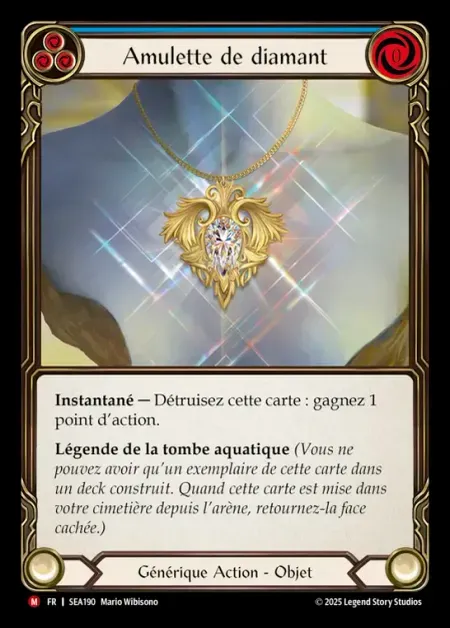 Amulette de diamant
0
Instantané — Détruisez cette carte : gagnez 1
point d'action.
Légende de la tombe aquatique (Vous ne
pouvez avoir qu'un exemplaire de cette carte dans
un deck construit. Quand cette carte est mise dans
votre cimetière depuis l'arène, retournez-la face
cachée.)
Générique Action - Objet
M FR | SEA190 Mario Wibisono © 2025 Legend Story Studios